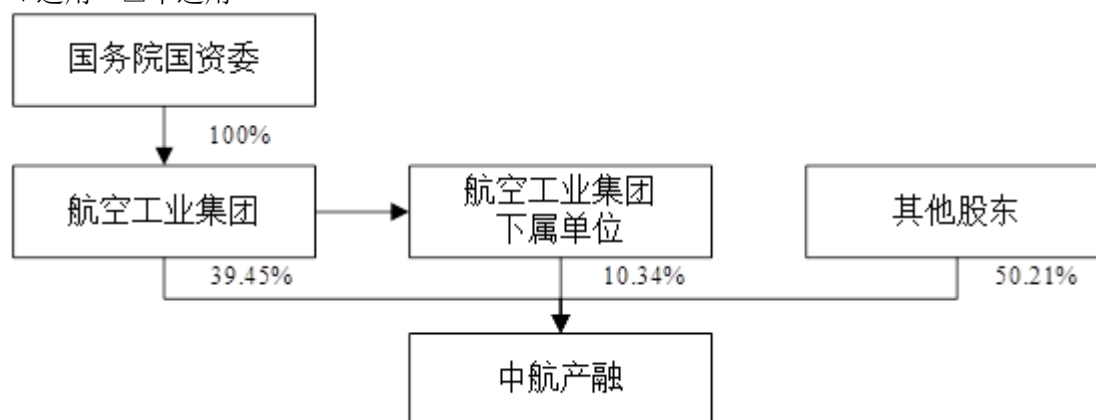 国务院国资委
100%
航空工业集团
航空工业集团
下属单位
其他股东
39.45%
10.34%
50.21%
中航产融